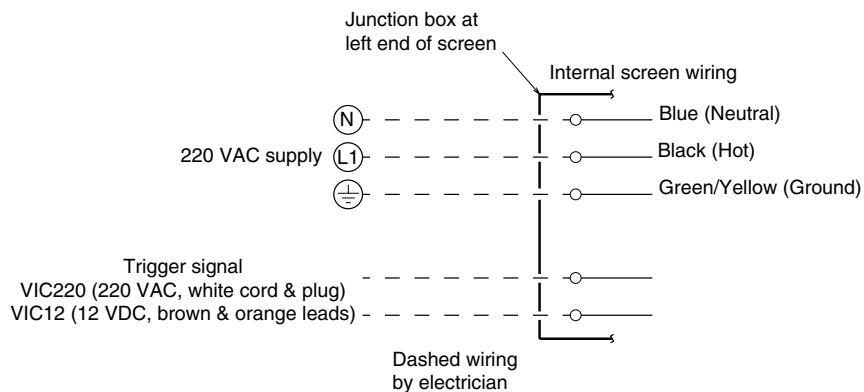 Junction box at
left end of screen
Internal screen wiring
N
Blue (Neutral)
220 VAC supply
L1
Black (Hot)
Green/Yellow (Ground)
Trigger signal
VIC220 (220 VAC, white cord & plug)
VIC12 (12 VDC, brown & orange leads)
Dashed wiring
by electrician